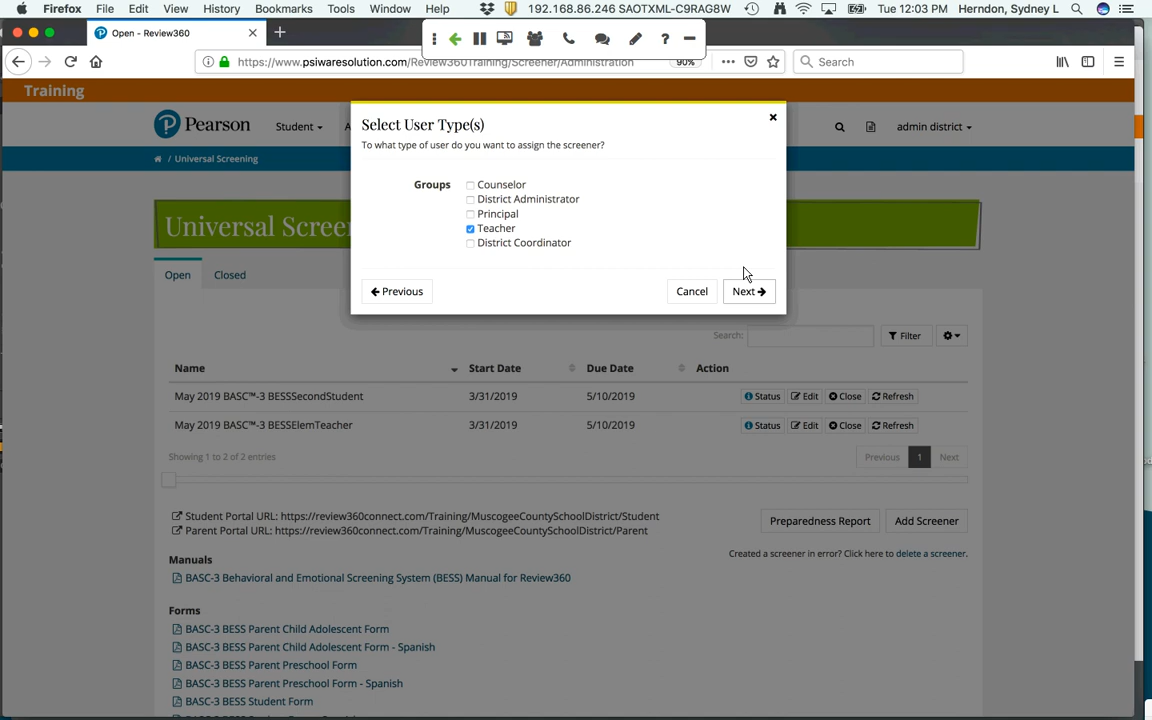 Firefox File Edit View History Bookmarks Tools Window Help 192.168.86.246 SAOTXML-C9RAG8W Tue 12:03 PM Herndon, Sydney L
Open - Review360
https://www.psiwaresolution.com/Review360Training/Screener/Administration 90% Search
Training
Pearson Student A admin district
/ Universal Screening
Select User Type(s)
To what type of user do you want to assign the screener?
Groups Counselor
District Administrator
Principal
Teacher
District Coordinator
Previous Cancel Next
Universal Screen
Open Closed
Search: Filter
Name Start Date Due Date Action
May 2019 BASC™-3 BESSSecondStudent 3/31/2019 5/10/2019 Status Edit Close Refresh
May 2019 BASC™-3 BESSElemTeacher 3/31/2019 5/10/2019 Status Edit Close Refresh
Showing 1 to 2 of 2 entries Previous 1 Next
Student Portal URL: https://review360connect.com/Training/MuscogeeCountySchoolDistrict/Student
Parent Portal URL: https://review360connect.com/Training/MuscogeeCountySchoolDistrict/Parent
Preparedness Report Add Screener
Created a screener in error? Click here to delete a screener.
Manuals
BASC-3 Behavioral and Emotional Screening System (BESS) Manual for Review360
Forms
BASC-3 BESS Parent Child Adolescent Form
BASC-3 BESS Parent Child Adolescent Form - Spanish
BASC-3 BESS Parent Preschool Form
BASC-3 BESS Parent Preschool Form - Spanish
BASC-3 BESS Student Form